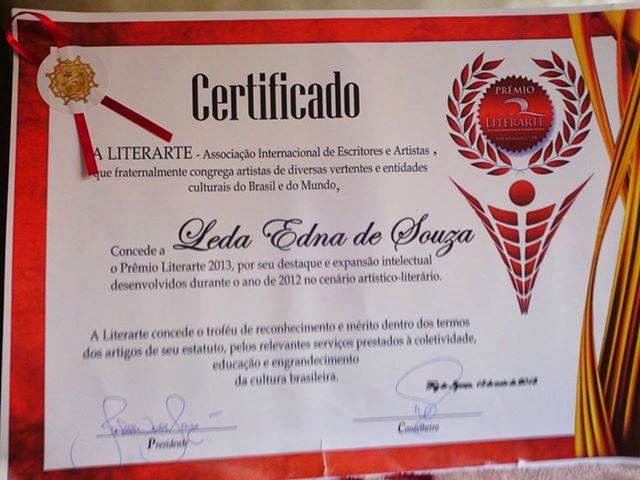 Certificado
PRÊMIO
LITERARTE
A LITERARTE - Associação Internacional de Escritores e Artistas ,
que fraternalmente congrega artistas de diversas vertentes e entidades
culturais do Brasil e do Mundo,
Concede a Leda Edna de Souza
o Prêmio Literarte 2013, por seu destaque e expansão intelectual
desenvolvidos durante o ano de 2012 no cenário artístico-literário.
A Literarte concede o troféu de reconhecimento e mérito dentro dos termos
dos artigos de seu estatuto, pelos relevantes serviços prestados à coletividade,
educação e engrandecimento
da cultura brasileira.
de 2013
Presidente
Conselheiro